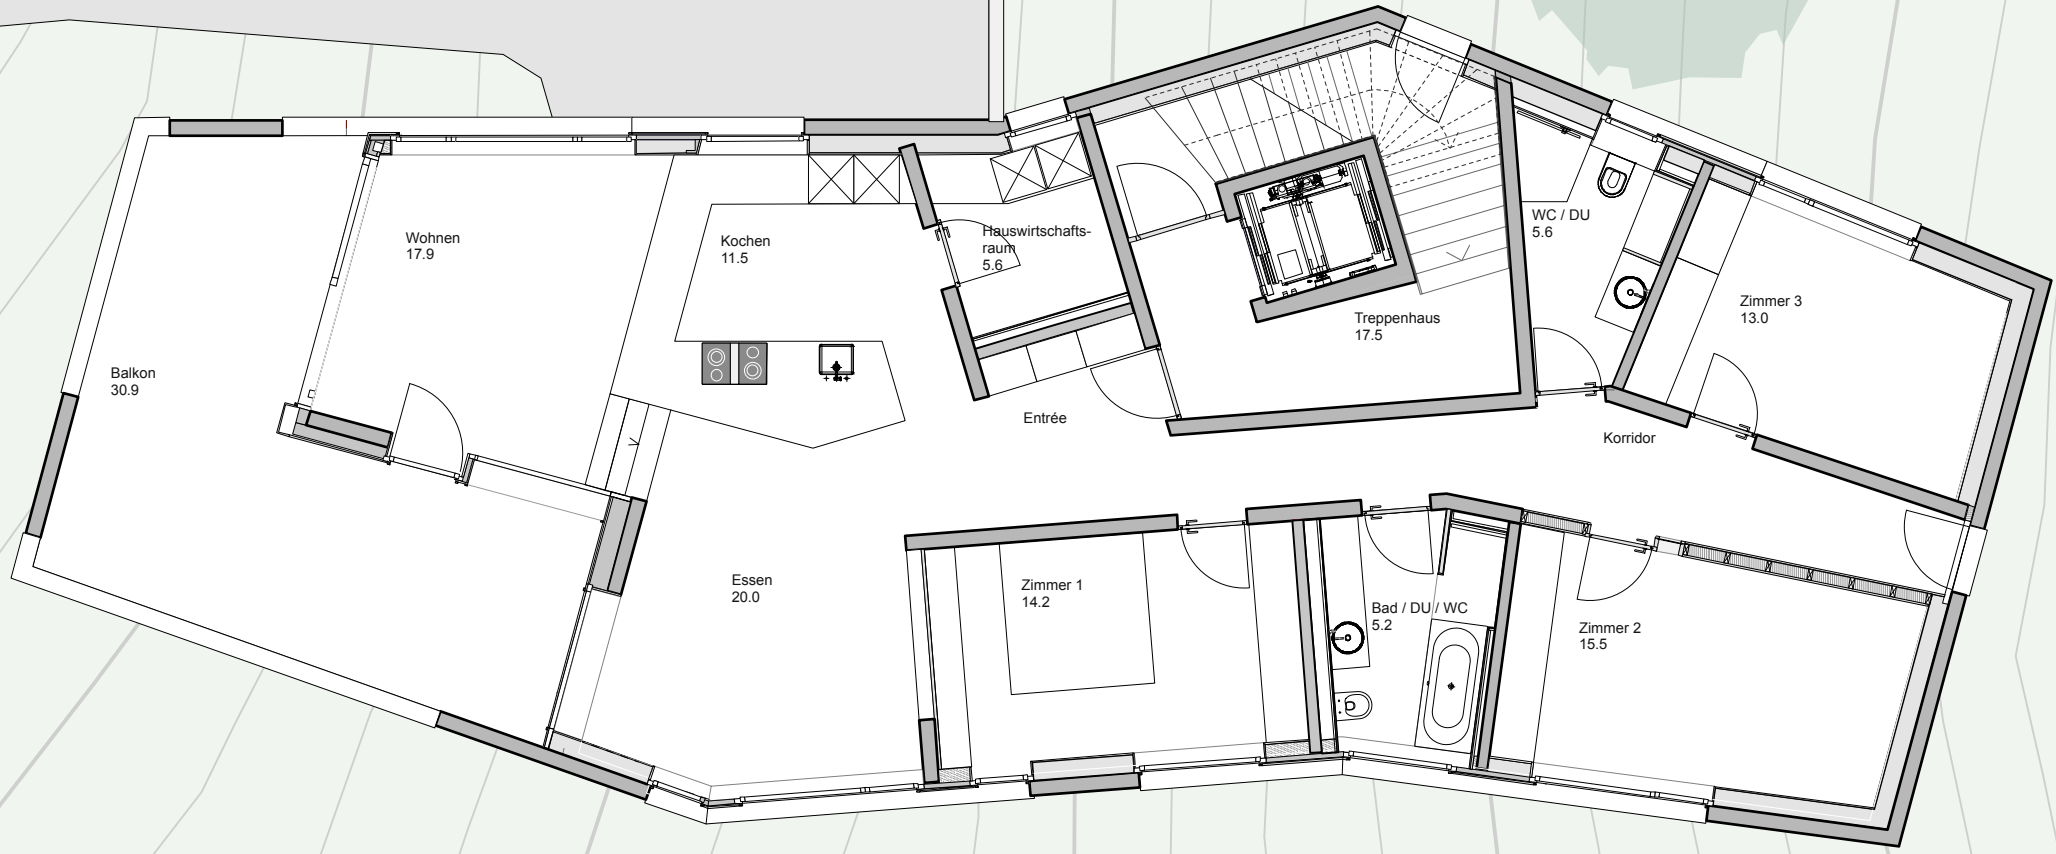 Wohnen
17.9
Kochen
11.5
Hauswirtschafts-
raum
5.6
WC / DU
5.6
Zimmer 3
13.0
Treppenhaus
17.5
Balkon
30.9
Entrée
Korridor
Essen
20.0
Zimmer 1
14.2
Bad / DU / WC
5.2
Zimmer 2
15.5